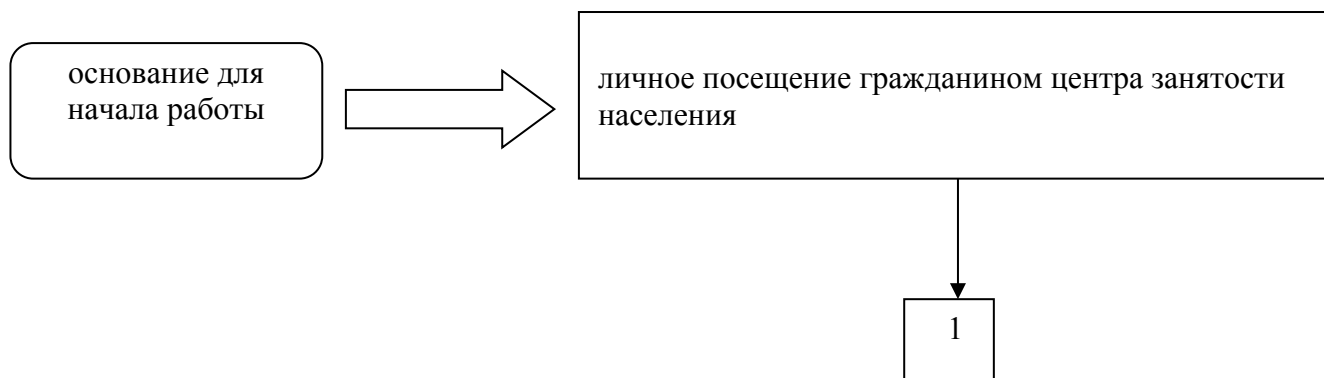 основание для
начала работы
личное посещение гражданином центра занятости
населения
1